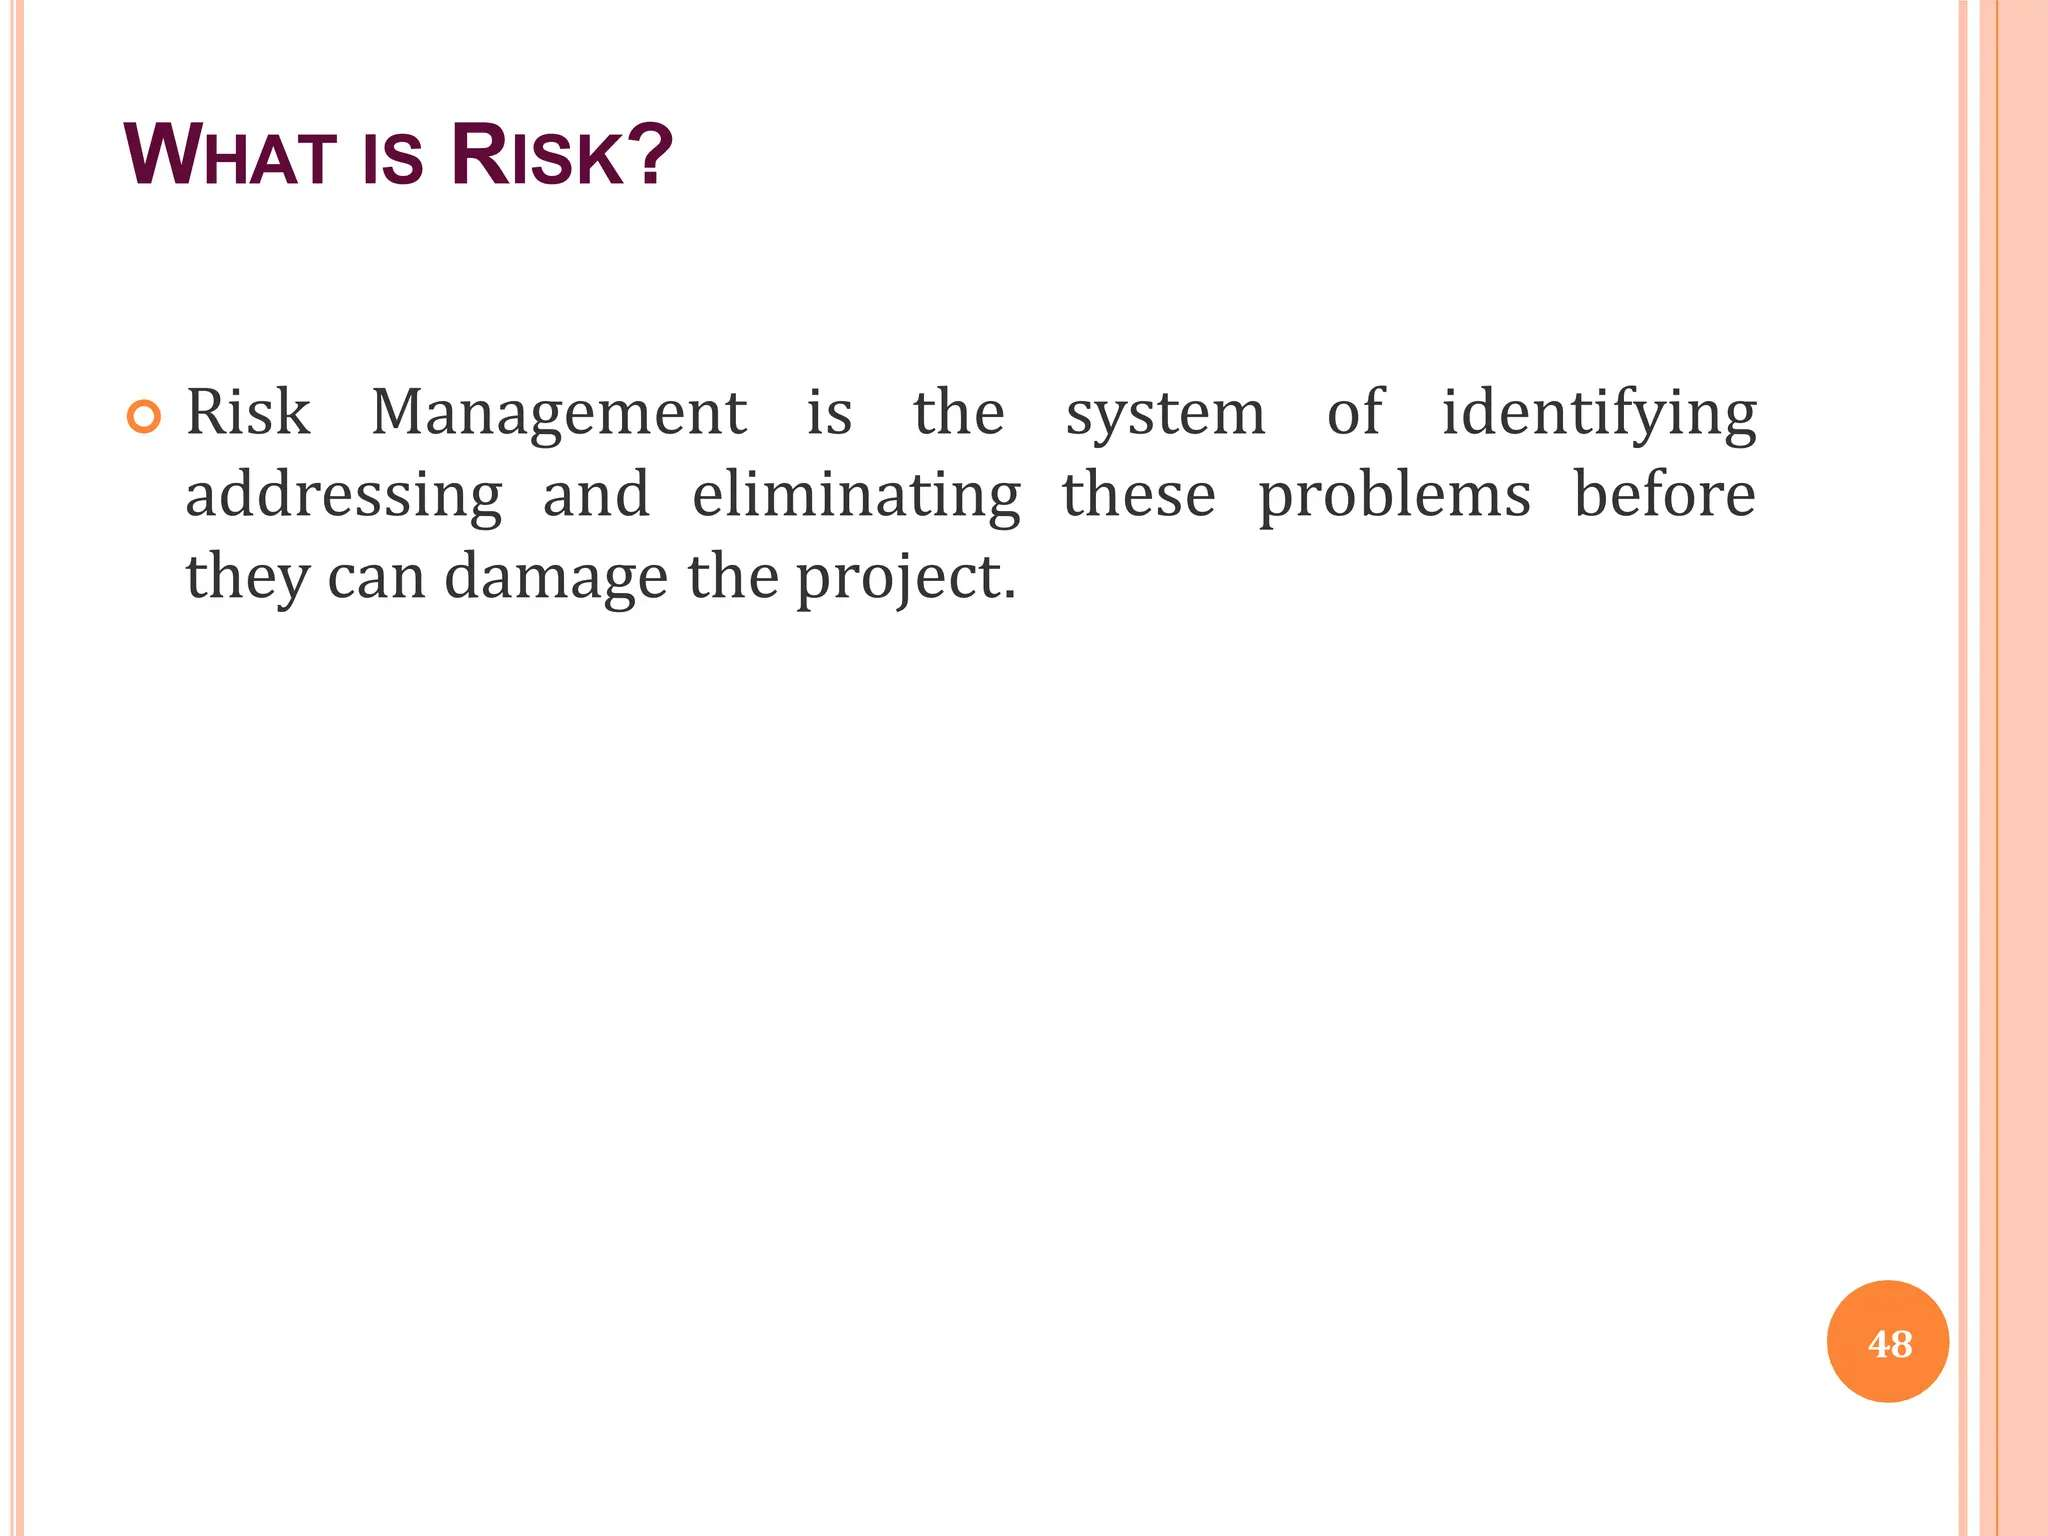 WHAT IS RISK?
Risk Management is the system of identifying
addressing and eliminating these problems before
they can damage the project.
48